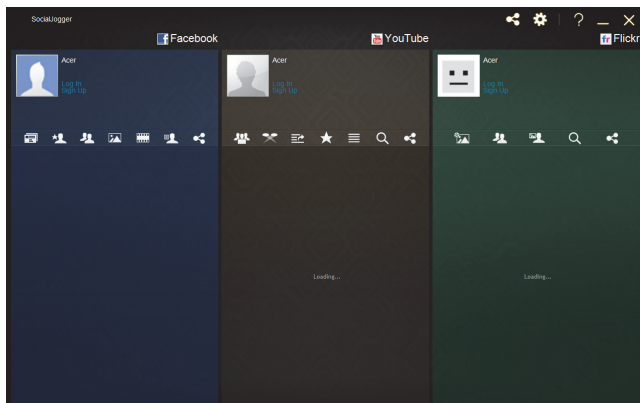 SocialJogger
?
Facebook
YouTube
Flickr
Acer
Log In
Sign Up
Acer
Log In
Sign Up
Acer
Log In
Sign Up
Loading...
Loading...